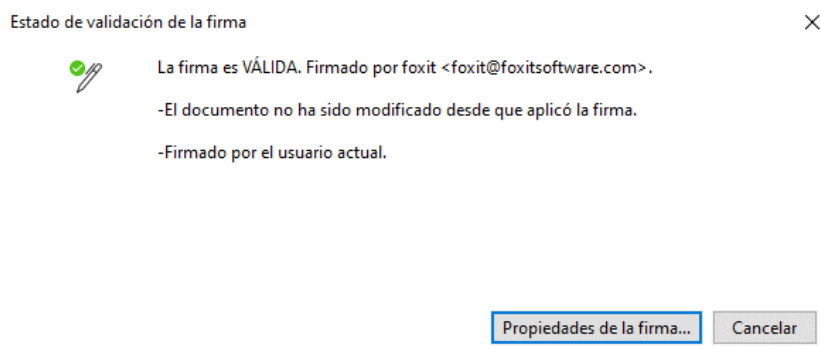 Estado de validación de la firma
La firma es VÁLIDA. Firmado por foxit <foxit@foxitsoftware.com>.
-El documento no ha sido modificado desde que aplicó la firma.
-Firmado por el usuario actual.
Propiedades de la firma... Cancelar